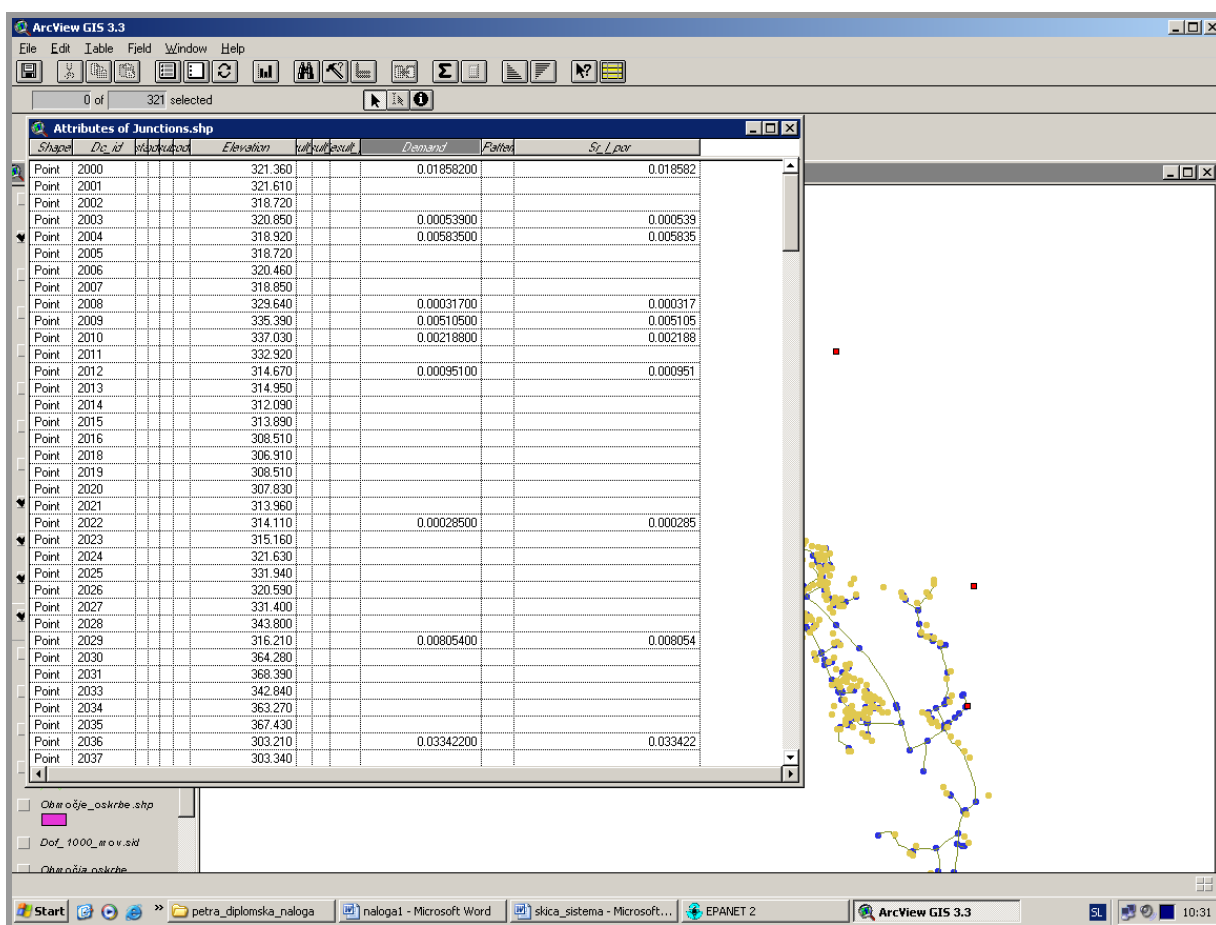 ArcView GIS 3.3
File Edit Table Field Window Help
0 of 321 selected
Attributes of Junctions.shp
Shape Dc_id Elevation Demand Patter Sr_l_por
Point 2000 321.360 0.01858200 0.018582
Point 2001 321.610
Point 2002 318.720
Point 2003 320.850 0.00053900 0.000539
Point 2004 318.920 0.00583500 0.005835
Point 2005 318.720
Point 2006 320.460
Point 2007 318.850
Point 2008 329.640 0.00031700 0.000317
Point 2009 335.390 0.00510500 0.005105
Point 2010 337.030 0.00218800 0.002188
Point 2011 332.920
Point 2012 314.670 0.00095100 0.000951
Point 2013 314.950
Point 2014 312.090
Point 2015 313.890
Point 2016 308.510
Point 2018 306.910
Point 2019 308.510
Point 2020 307.830
Point 2021 313.960
Point 2022 314.110 0.00028500 0.000285
Point 2023 315.160
Point 2024 321.630
Point 2025 331.940
Point 2026 320.590
Point 2027 331.400
Point 2028 343.800
Point 2029 316.210 0.00805400 0.008054
Point 2030 364.280
Point 2031 368.390
Point 2033 342.840
Point 2034 363.270
Point 2035 367.430
Point 2036 303.210 0.03342200 0.033422
Point 2037 303.340
Območje_oskrbe.shp
Dof_1000_mov.sid
Območja oskrbe
Start » petra_diplomska_naloga naloga1 - Microsoft Word skica_sistema - Microsoft... EPANET 2 ArcView GIS 3.3 SL 10:31